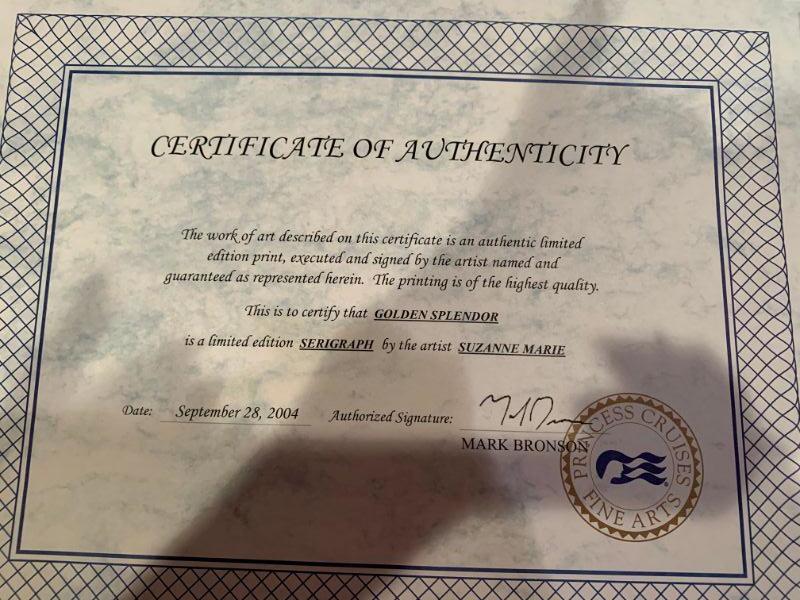 CERTIFICATE OF AUTHENTICITY
The work of art described on this certificate is an authentic limited
edition print, executed and signed by the artist named and
guaranteed as represented herein. The printing is of the highest quality.
This is to certify that GOLDEN SPLENDOR
is a limited edition SERIGRAPH by the artist SUZANNE MARIE
Date: September 28, 2004 Authorized Signature:
MARK BRONSON
PRINCESS CRUISES
FINE ARTS